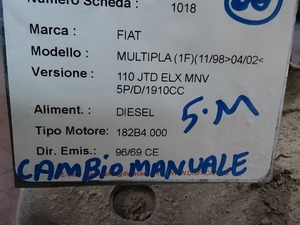 Numero Scheda : 1018
Marca : FIAT
Modello : MULTIPLA (1F)(11/98>04/02<
Versione : 110 JTD ELX MNV
5P/D/1910CC
Aliment. : DIESEL
5.M
Tipo Motore: 182B4.000
Dir. Emis.: 96/69 CE
CAMBIO MANUALE